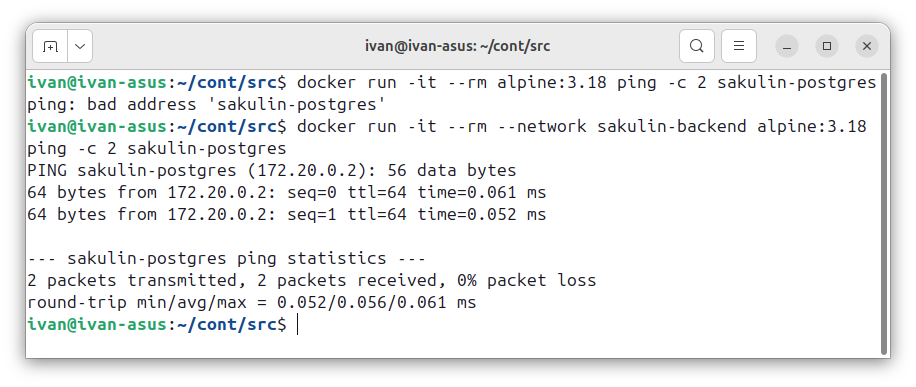 ivan@ivan-asus: ~/cont/src
ivan@ivan-asus:~/cont/src$ docker run -it --rm alpine:3.18 ping -c 2 sakulin-postgres
ping: bad address 'sakulin-postgres'
ivan@ivan-asus:~/cont/src$ docker run -it --rm --network sakulin-backend alpine:3.18
ping -c 2 sakulin-postgres
PING sakulin-postgres (172.20.0.2): 56 data bytes
64 bytes from 172.20.0.2: seq=0 ttl=64 time=0.061 ms
64 bytes from 172.20.0.2: seq=1 ttl=64 time=0.052 ms
--- sakulin-postgres ping statistics ---
2 packets transmitted, 2 packets received, 0% packet loss
round-trip min/avg/max = 0.052/0.056/0.061 ms
ivan@ivan-asus:~/cont/src$